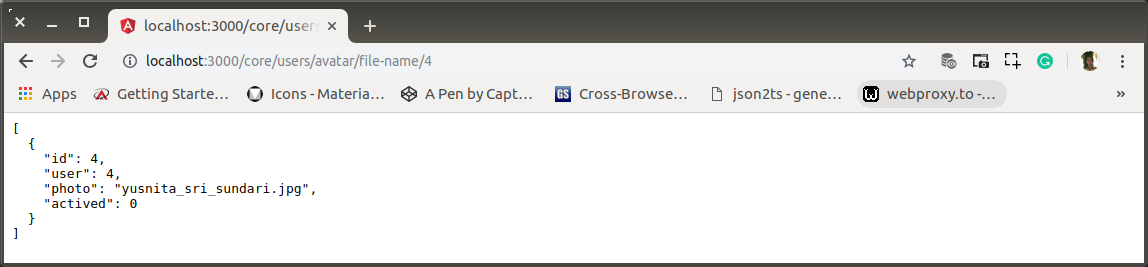 localhost:3000/core/users
localhost:3000/core/users/avatar/file-name/4
Apps Getting Starte... Icons - Materia... A Pen by Capt... GS Cross-Browse... json2ts - gene... webproxy.to -... »
[
{
"id": 4,
"user": 4,
"photo": "yusnita_sri_sundari.jpg",
"actived": 0
}
]